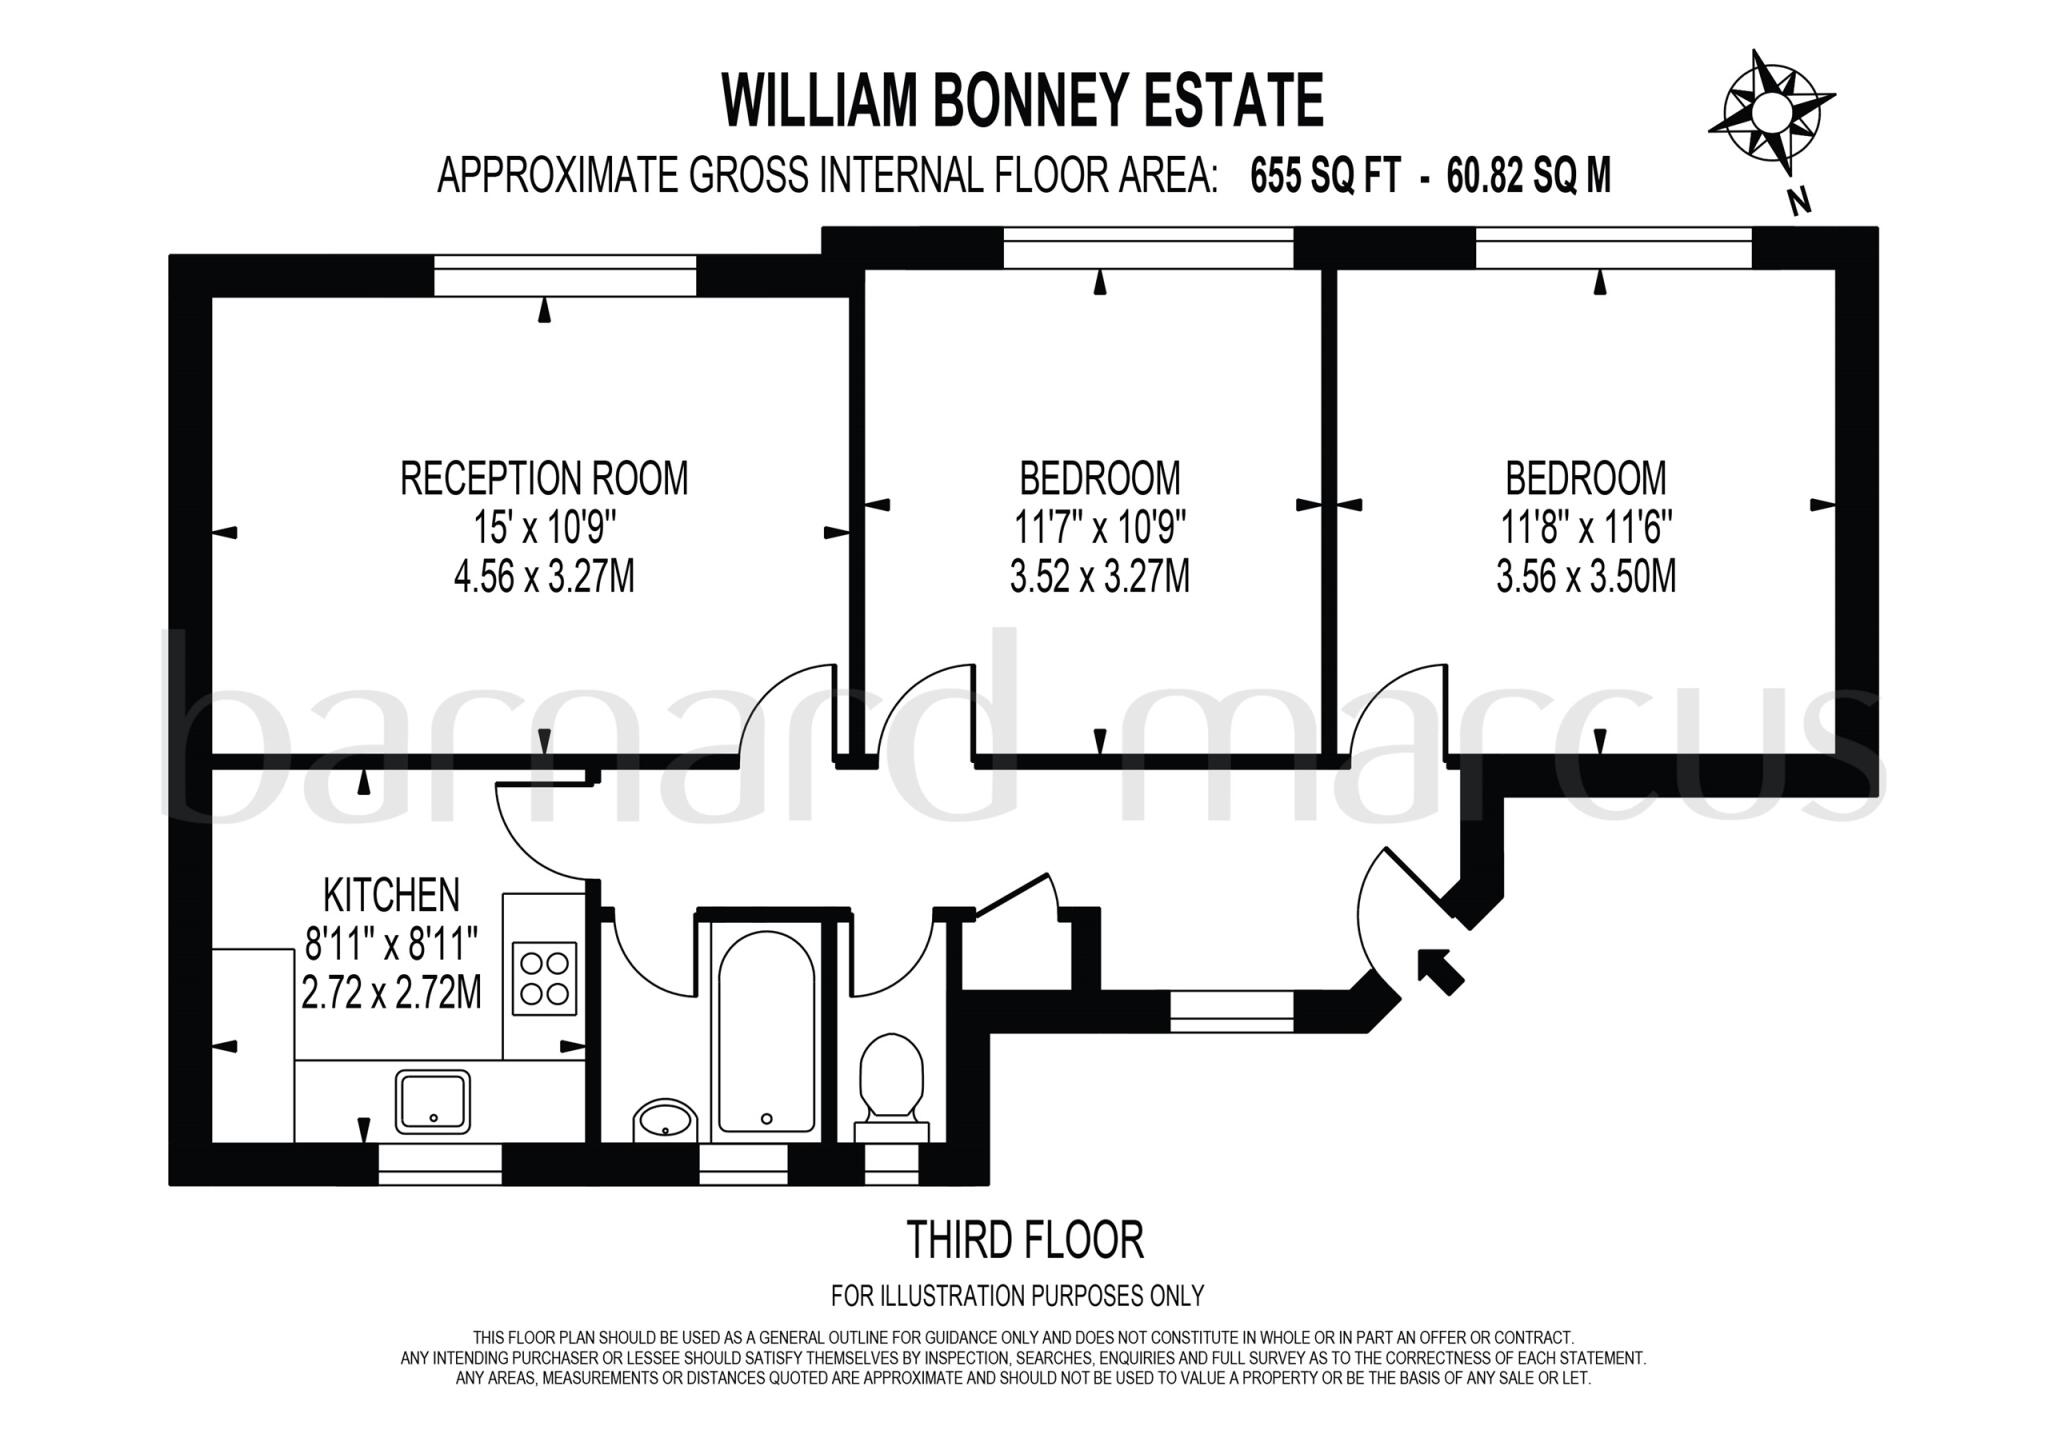 WILLIAM BONNEY ESTATE
APPROXIMATE GROSS INTERNAL FLOOR AREA: 655 SQ FT - 60.82 SQ M
N
RECEPTION ROOM
15' x 10'9"
4.56 x 3.27M
BEDROOM
11'7" x 10'9"
3.52 x 3.27M
BEDROOM
11'8" x 11'6"
3.56 x 3.50M
barnard marcus
KITCHEN
8'11" x 8'11"
2.72 x 2.72M
THIRD FLOOR
FOR ILLUSTRATION PURPOSES ONLY
THIS FLOOR PLAN SHOULD BE USED AS A GENERAL OUTLINE FOR GUIDANCE ONLY AND DOES NOT CONSTITUTE IN WHOLE OR IN PART AN OFFER OR CONTRACT.
ANY INTENDING PURCHASER OR LESSEE SHOULD SATISFY THEMSELVES BY INSPECTION, SEARCHES, ENQUIRIES AND FULL SURVEY AS TO THE CORRECTNESS OF EACH STATEMENT.
ANY AREAS, MEASUREMENTS OR DISTANCES QUOTED ARE APPROXIMATE AND SHOULD NOT BE USED TO VALUE A PROPERTY OR BE THE BASIS OF ANY SALE OR LET.